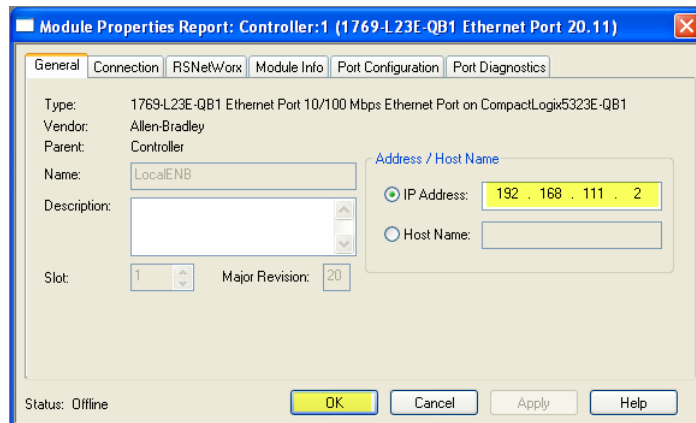 Module Properties Report: Controller:1 (1769-L23E-QB1 Ethernet Port 20.11)
General Connection RSNetWorx Module Info Port Configuration Port Diagnostics
Type: 1769-L23E-QB1 Ethernet Port 10/100 Mbps Ethernet Port on CompactLogix5323E-QB1
Vendor: Allen-Bradley
Parent: Controller
Name: LocalENB
Description:
Slot: 1 Major Revision: 20
Address / Host Name
IP Address: 192 . 168 . 111 . 2
Host Name:
Status: Offline OK Cancel Apply Help